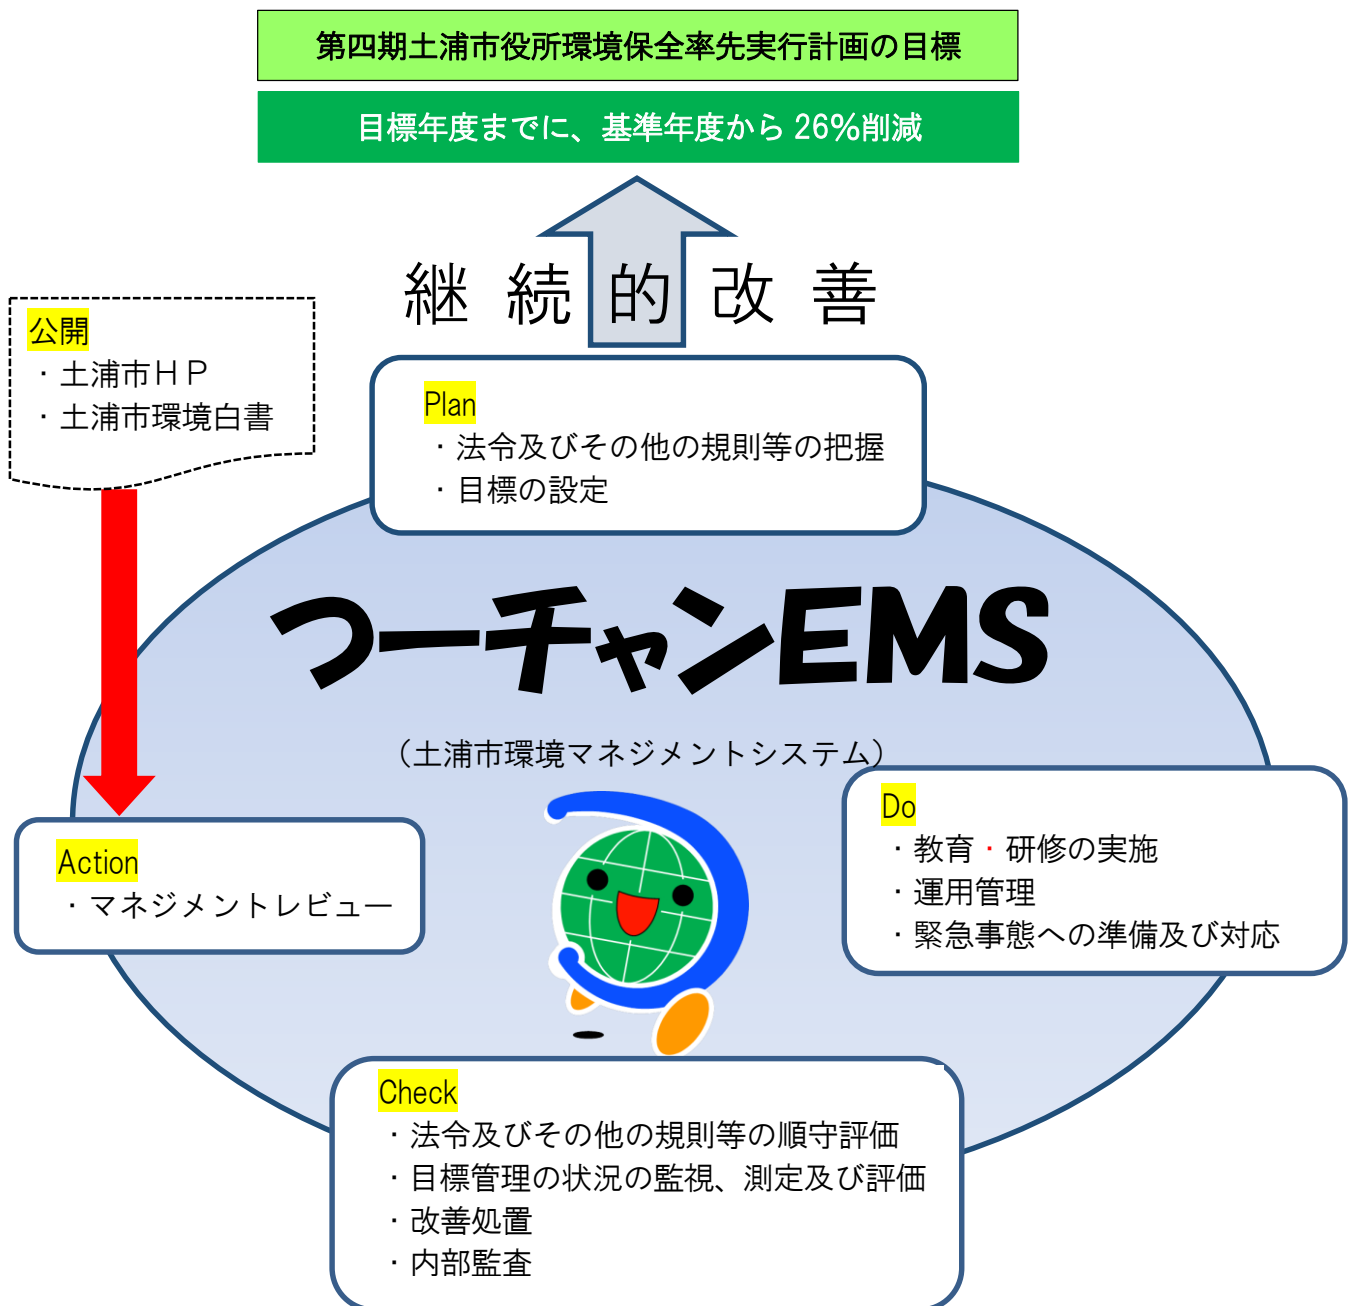 第四期土浦市役所環境保全率先実行計画の目標
目標年度までに、基準年度から 26%削減
継続的改善
公開
・土浦市HP
・土浦市環境白書
Plan
・法令及びその他の規則等の把握
・目標の設定
つーチャンEMS
(土浦市環境マネジメントシステム)
Do
・教育・研修の実施
・運用管理
・緊急事態への準備及び対応
Action
・マネジメントレビュー
Check
・法令及びその他の規則等の順守評価
・目標管理の状況の監視、測定及び評価
・改善処置
・内部監査